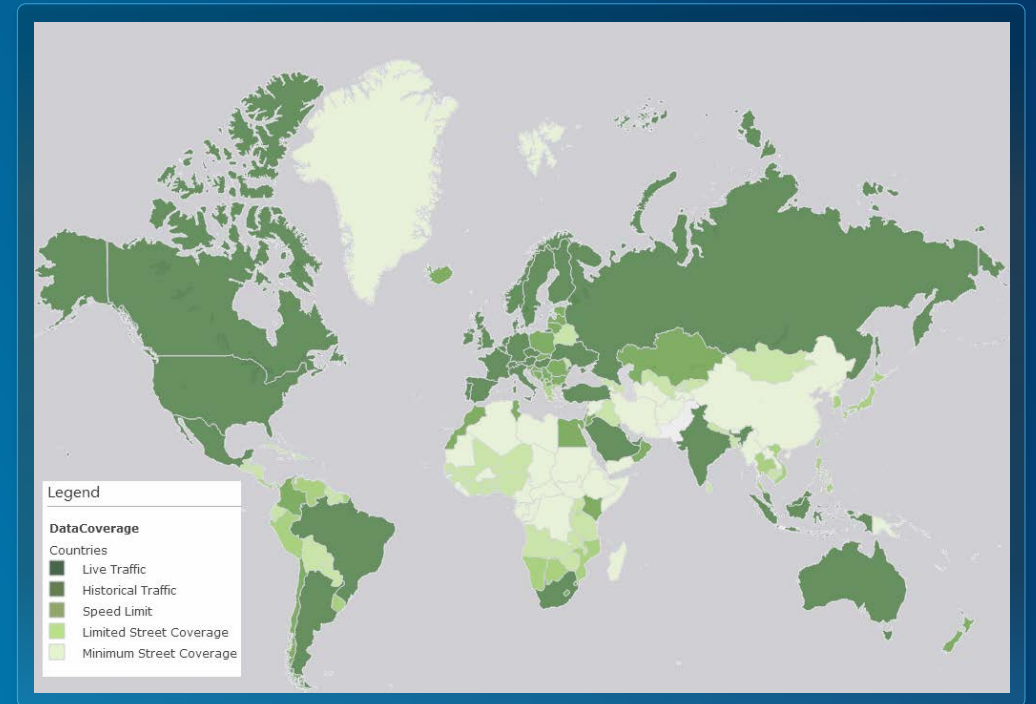 Legend
DataCoverage
Countries
Live Traffic
Historical Traffic
Speed Limit
Limited Street Coverage
Minimum Street Coverage